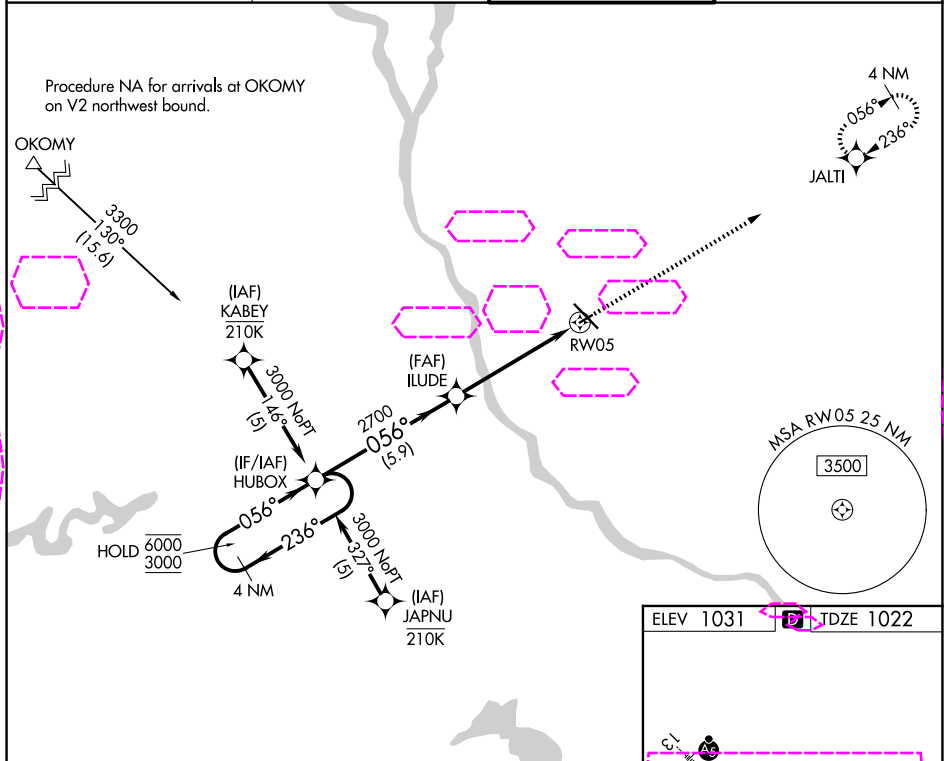 Procedure NA for arrivals at OKOMY
on V2 northwest bound.
OKOMY
3300
130°
(15.6)
4 NM
056°
236°
JALTI
(IAF)
KABEY
210K
3000 NoPT
146°
(5)
(FAF)
ILUDE
RW05
2700
056°
(5.9)
(IF/IAF)
HUBOX
056°
236°
HOLD 6000
3000
4 NM
3000 NoPT
327°
(5)
(IAF)
JAPNU
210K
MSA RW05 25 NM
3500
ELEV 1031
D
TDZE 1022
13
A5